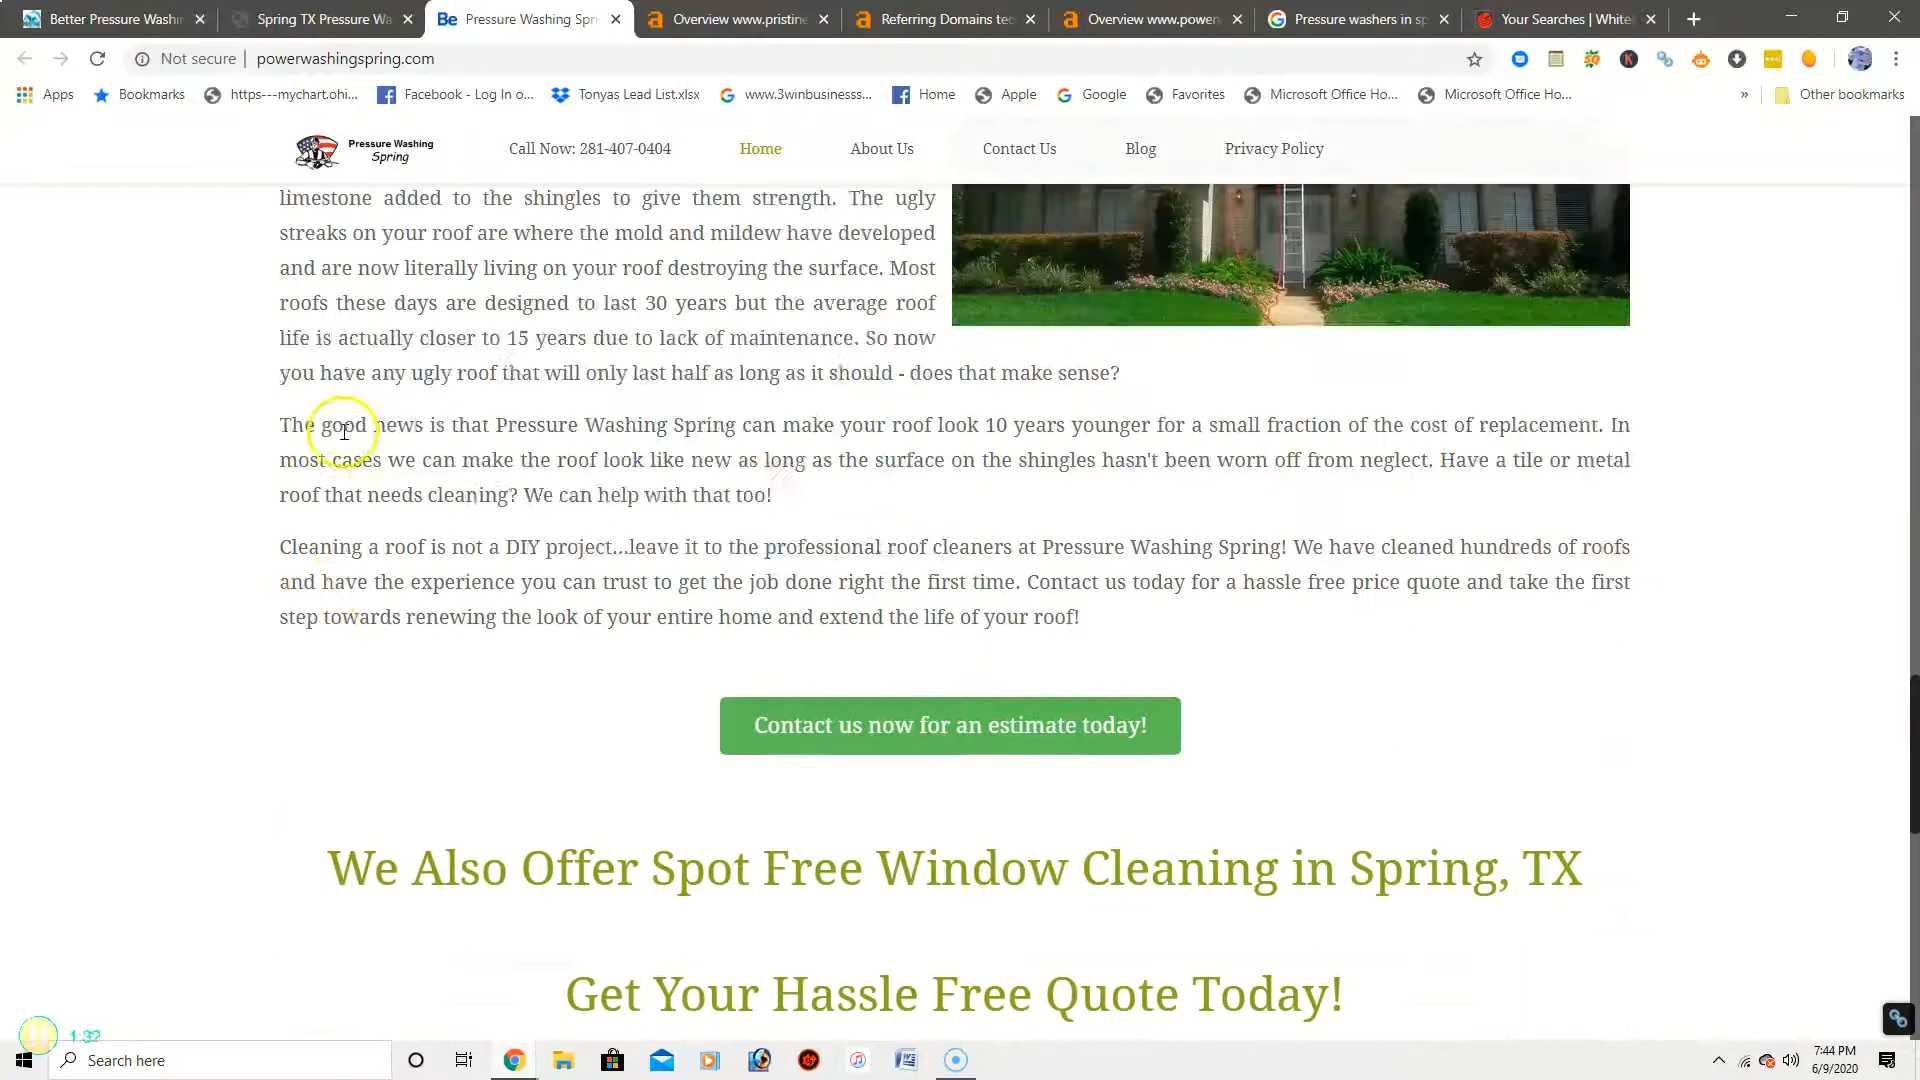 Better Pressure Washi
Spring TX Pressure Wa
Be Pressure Washing Spr
Overview www.pristine
Referring Domains tec
Overview www.power
Pressure washers in sp
Your Searches | White
Not secure | powerwashingspring.com
Apps
Bookmarks
https---mychart.ohi...
Facebook - Log In o...
Tonyas Lead List.xlsx
www.3winbusinesss...
Home
Apple
Google
Favorites
Microsoft Office Ho...
Microsoft Office Ho...
»
Other bookmarks
Pressure Washing
Spring
Call Now: 281-407-0404
Home
About Us
Contact Us
Blog
Privacy Policy
limestone added to the shingles to give them strength. The ugly
streaks on your roof are where the mold and mildew have developed
and are now literally living on your roof destroying the surface. Most
roofs these days are designed to last 30 years but the average roof
life is actually closer to 15 years due to lack of maintenance. So now
you have any ugly roof that will only last half as long as it should - does that make sense?
The good news is that Pressure Washing Spring can make your roof look 10 years younger for a small fraction of the cost of replacement. In
most cases we can make the roof look like new as long as the surface on the shingles hasn't been worn off from neglect. Have a tile or metal
roof that needs cleaning? We can help with that too!
Cleaning a roof is not a DIY project...leave it to the professional roof cleaners at Pressure Washing Spring! We have cleaned hundreds of roofs
and have the experience you can trust to get the job done right the first time. Contact us today for a hassle free price quote and take the first
step towards renewing the look of your entire home and extend the life of your roof!
Contact us now for an estimate today!
We Also Offer Spot Free Window Cleaning in Spring, TX
Get Your Hassle Free Quote Today!
1:32
Search here
7:44 PM
6/9/2020